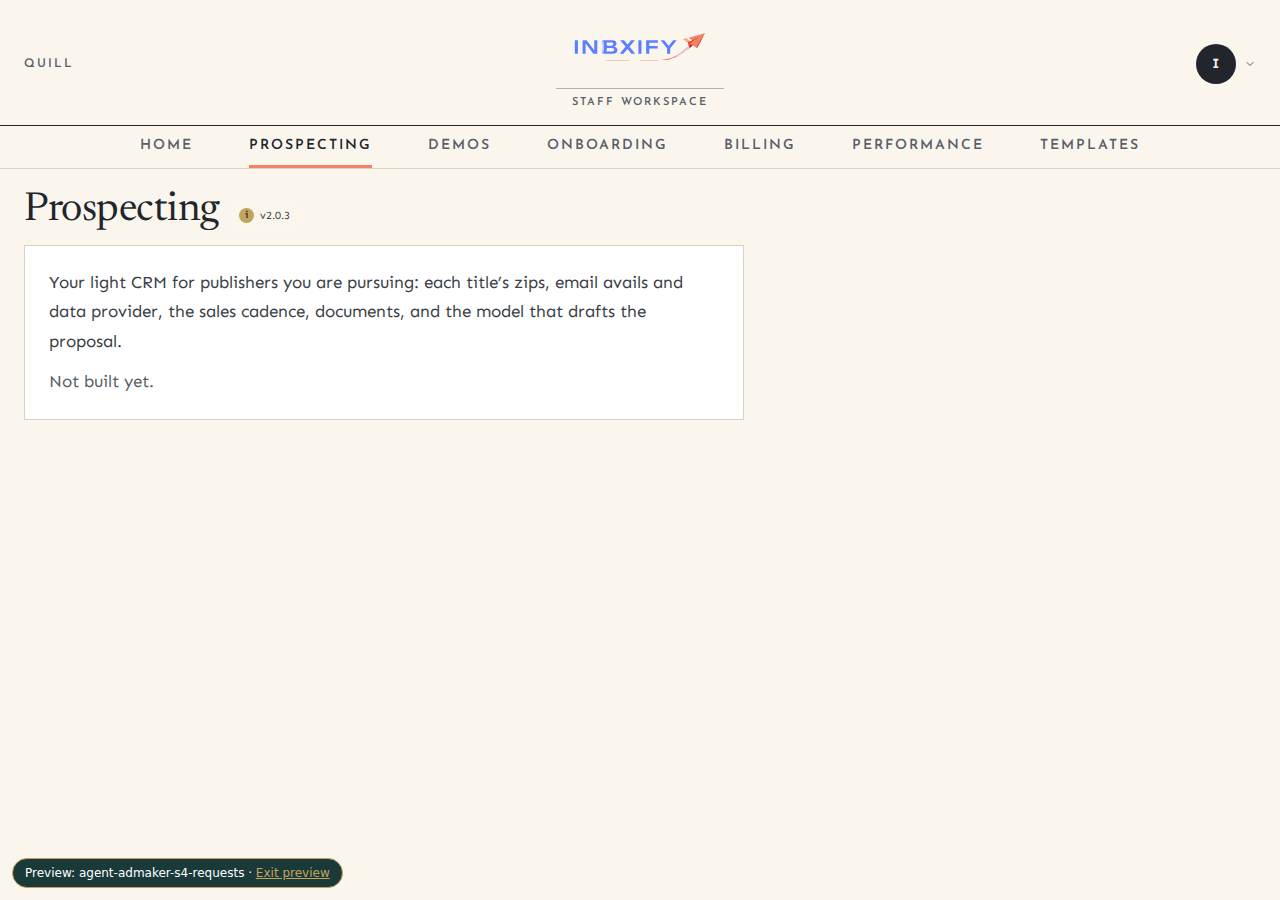 QUILL
INBXIFY
STAFF WORKSPACE
I
HOME PROSPECTING DEMOS ONBOARDING BILLING PERFORMANCE TEMPLATES
Prospecting
i v2.0.3
Your light CRM for publishers you are pursuing: each title’s zips, email avails and
data provider, the sales cadence, documents, and the model that drafts the
proposal.
Not built yet.
Preview: agent-admaker-s4-requests · Exit preview